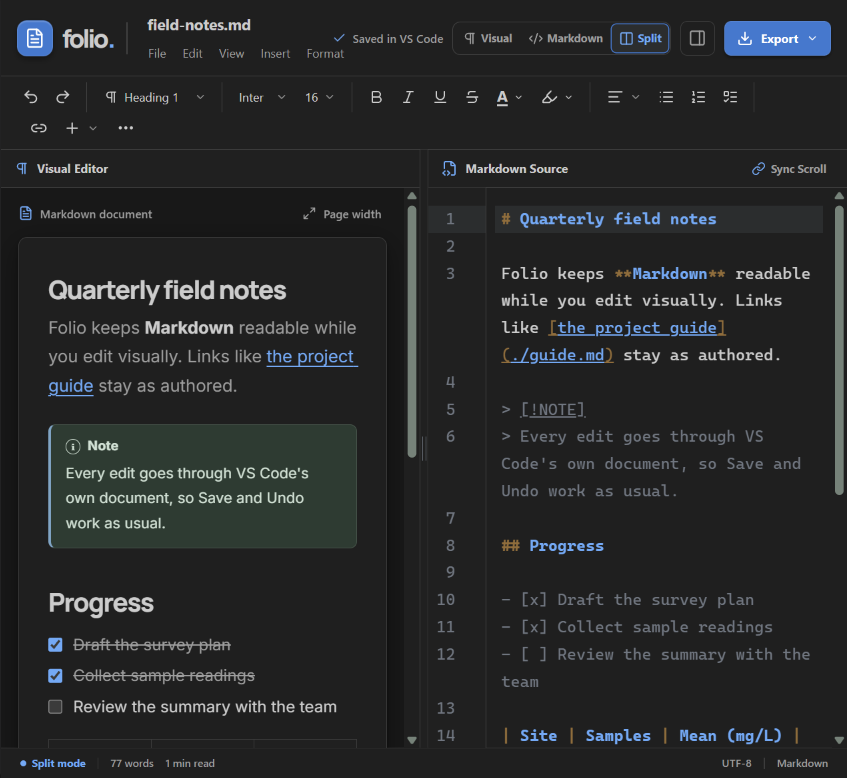 folio.
field-notes.md
File Edit View Insert Format
Saved in VS Code
Visual
Markdown
Split
Export
Heading 1
Inter
16
B I U S A
Visual Editor
Markdown document
Page width
Quarterly field notes
Folio keeps Markdown readable while
you edit visually. Links like the project
guide stay as authored.
Note
Every edit goes through VS Code's
own document, so Save and Undo
work as usual.
Progress
Draft the survey plan
Collect sample readings
Review the summary with the team
Markdown Source
Sync Scroll
1 # Quarterly field notes
2
3 Folio keeps **Markdown** readable
while you edit visually. Links
like [the project guide]
(./guide.md) stay as authored.
4
5 > [!NOTE]
6 > Every edit goes through VS
Code's own document, so Save and
Undo work as usual.
7
8 ## Progress
9
10 - [x] Draft the survey plan
11 - [x] Collect sample readings
12 - [ ] Review the summary with the
team
13
14 | Site | Samples | Mean (mg/L) |
Split mode
77 words
1 min read
UTF-8
Markdown